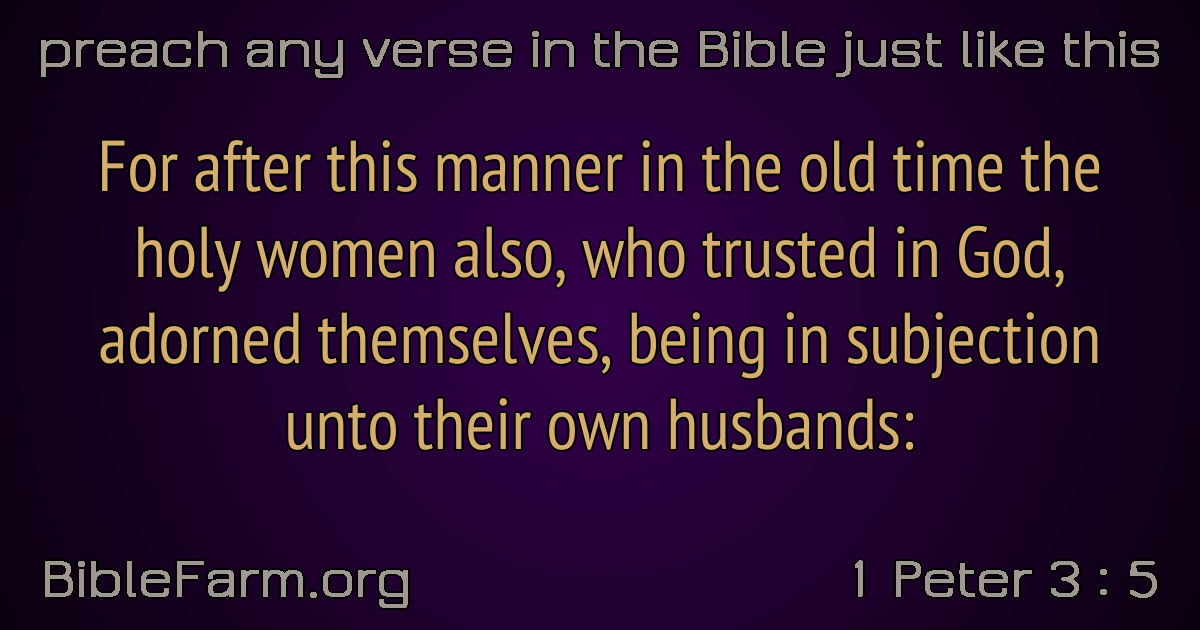 preach any verse in the Bible just like this
For after this manner in the old time the
holy women also, who trusted in God,
adorned themselves, being in subjection
unto their own husbands:
BibleFarm.org
1 Peter 3 : 5